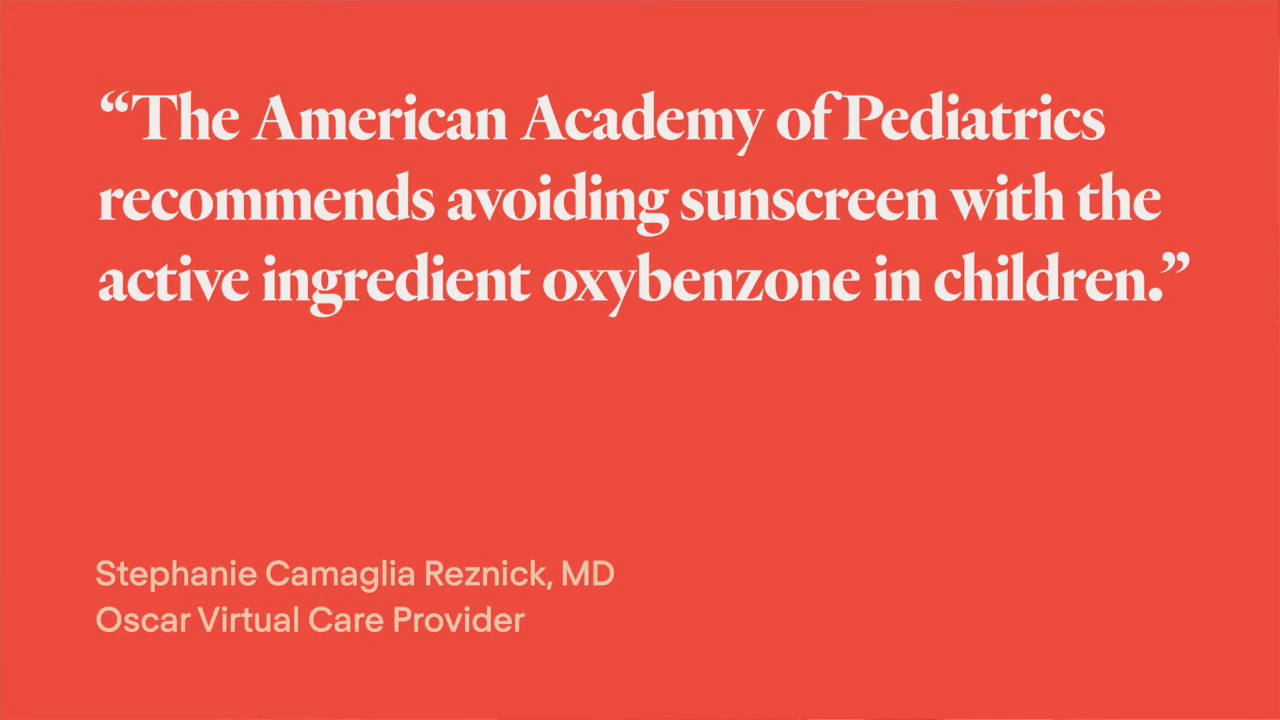 “The American Academy of Pediatrics
recommends avoiding sunscreen with the
active ingredient oxybenzone in children.”
Stephanie Camaglia Reznick, MD
Oscar Virtual Care Provider